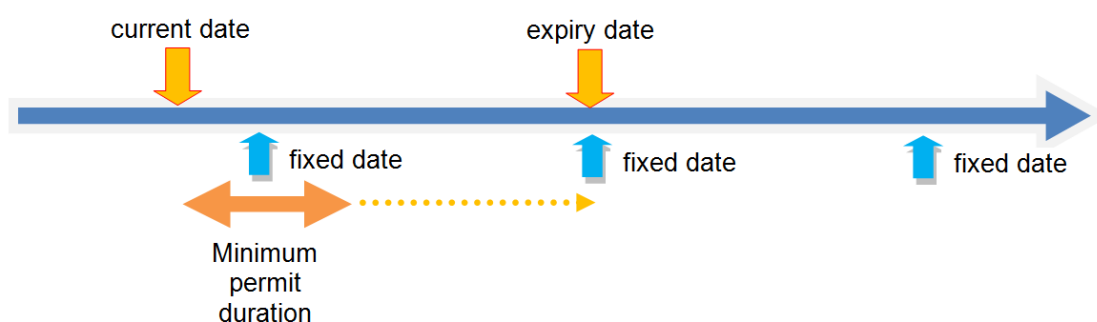 current date
expiry date
fixed date
fixed date
fixed date
Minimum
permit
duration